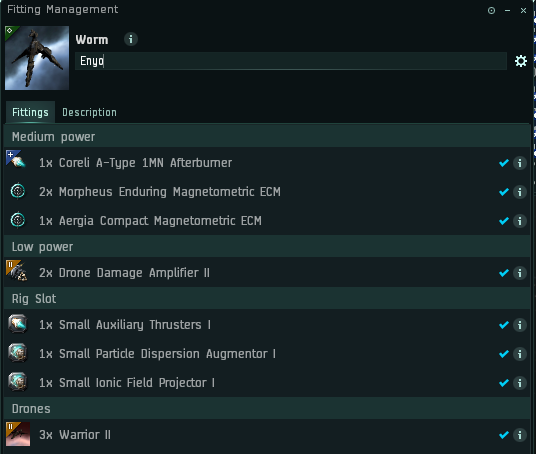 Fitting Management
Worm
Enyo
Fittings Description
Medium power
1x Coreli A-Type 1MN Afterburner
2x Morpheus Enduring Magnetometric ECM
1x Aergia Compact Magnetometric ECM
Low power
2x Drone Damage Amplifier II
Rig Slot
1x Small Auxiliary Thrusters I
1x Small Particle Dispersion Augmentor I
1x Small Ionic Field Projector I
Drones
3x Warrior II